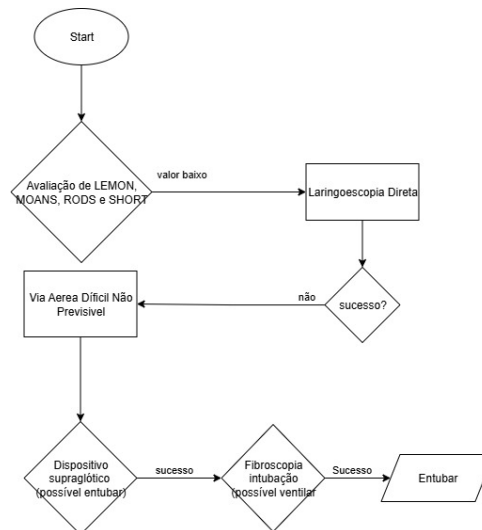 Start
Avaliação de LEMON,
MOANS, RODS e SHORT
valor baixo
Laringoescopia Direta
sucesso?
não
Via Aerea Díficil Não
Previsivel
Dispositivo
supraglótico
(possível entubar)
sucesso
Fibroscopia
intubação
(possível ventilar
Sucesso
Entubar